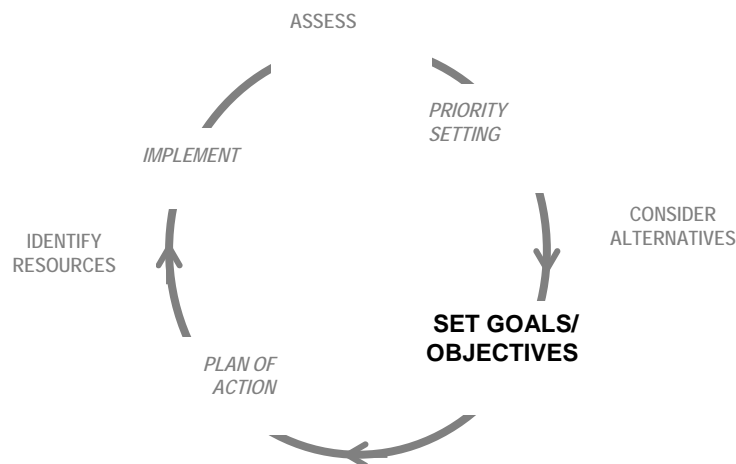 ASSESS
PRIORITY
SETTING
CONSIDER
ALTERNATIVES
SET GOALS/
OBJECTIVES
PLAN OF
ACTION
IDENTIFY
RESOURCES
IMPLEMENT